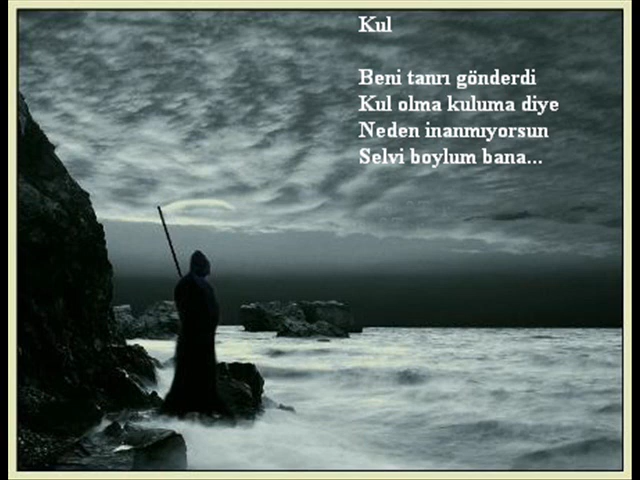 Kul
Beni tanrı gönderdi
Kul olma kuluma diye
Neden inanmıyorsun
Selvi boylum bana...